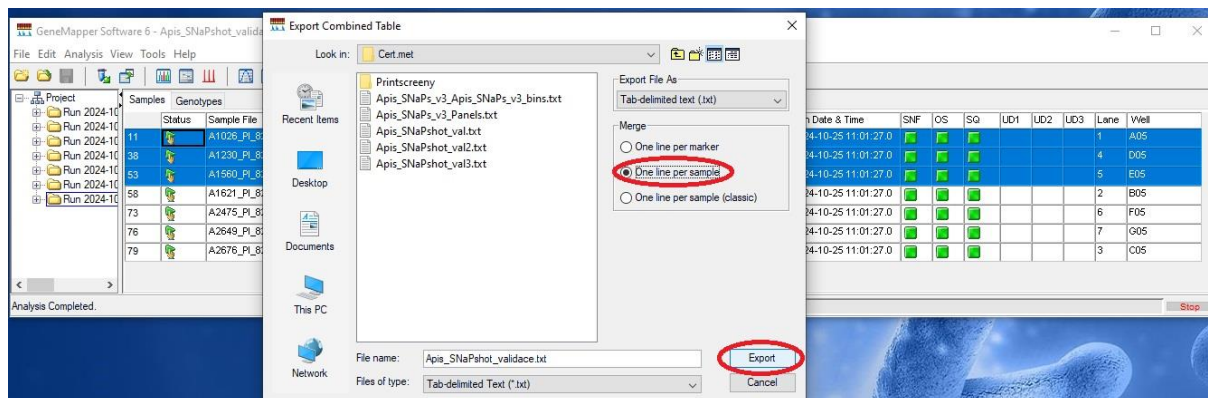 GeneMapper Software 6 - Apis_SNaPshot_valida
File Edit Analysis View Tools Help
Project
Run 2024-10
Run 2024-10
Run 2024-10
Run 2024-10
Run 2024-10
Run 2024-10
Samples Genotypes
Status Sample File
11 A1026_PI_8
38 A1230_PI_8
53 A1560_PI_8
58 A1621_PI_8
73 A2475_PI_8
76 A2649_PI_8
79 A2676_PI_8
Analysis Completed.
Export Combined Table
Look in: Cert.met
Recent Items
Desktop
Documents
This PC
Network
Printscreeny
Apis_SNaPs_v3_Apis_SNaPs_v3_bins.txt
Apis_SNaPs_v3_Panels.txt
Apis_SNaPshot_val.txt
Apis_SNaPshot_val2.txt
Apis_SNaPshot_val3.txt
Export File As
Tab-delimited text (.txt)
Merge
One line per marker
One line per sample
One line per sample (classic)
File name: Apis_SNaPshot_validace.txt Export
Files of type: Tab-delimited Text (*.txt) Cancel
n Date & Time SNF OS SQ UD1 UD2 UD3 Lane Well
24-10-25 11:01:27.0 1 A05
24-10-25 11:01:27.0 4 D05
24-10-25 11:01:27.0 5 E05
24-10-25 11:01:27.0 2 B05
24-10-25 11:01:27.0 6 F05
24-10-25 11:01:27.0 7 G05
24-10-25 11:01:27.0 3 C05
Stop